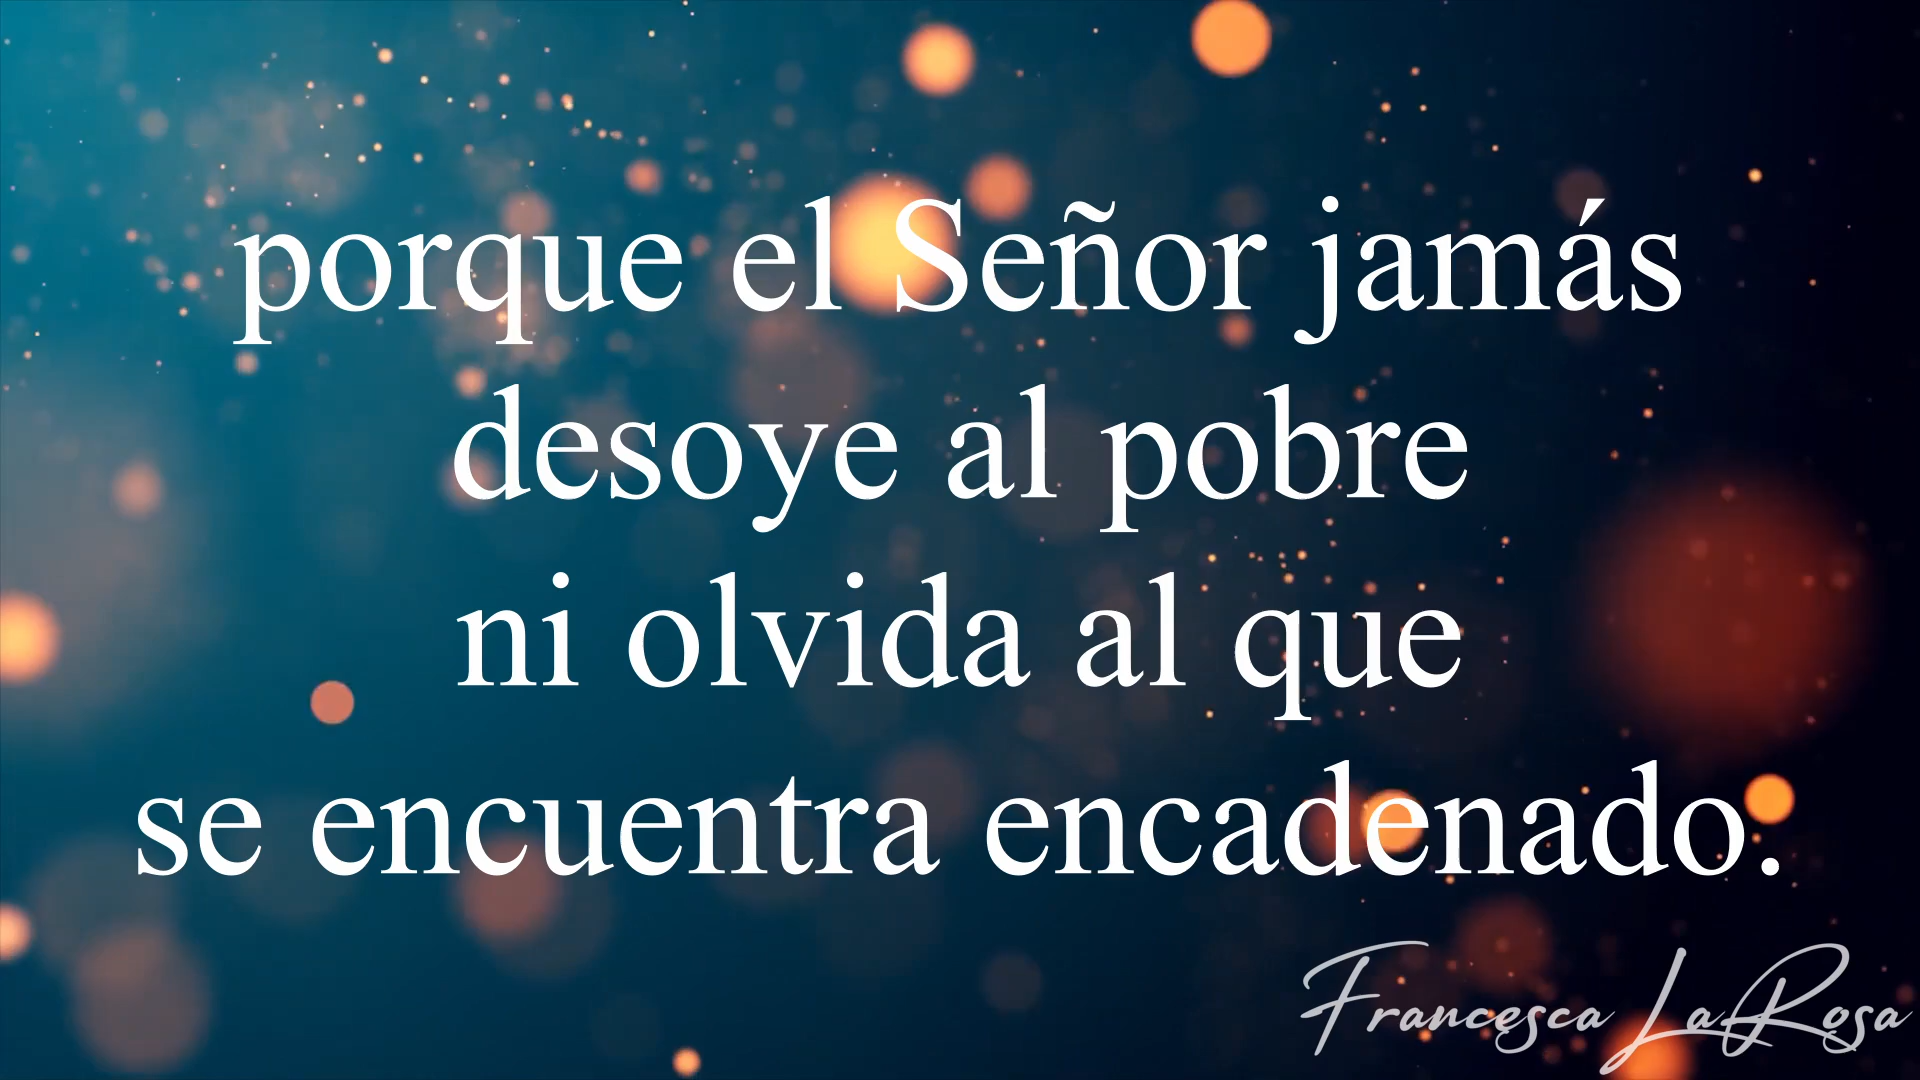 porque el Señor jamás
desoye al pobre
ni olvida al que
se encuentra encadenado.
Francesca LaRosa